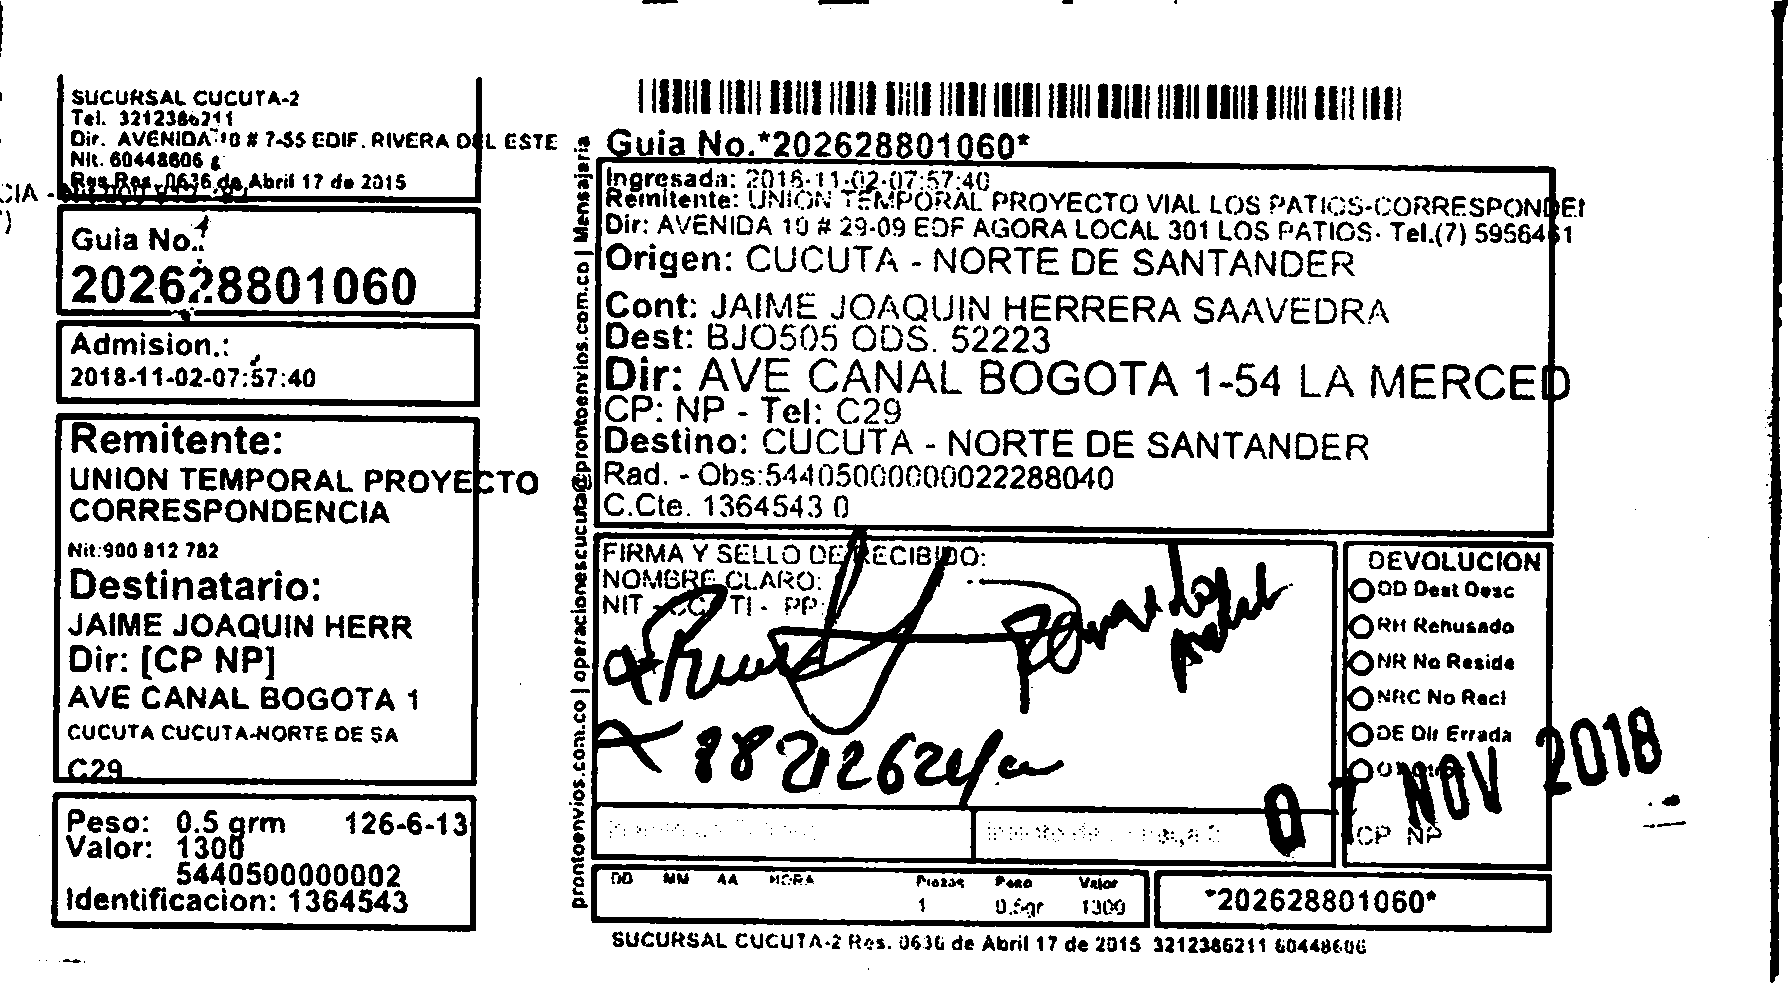 SUCURSAL CUCUTA-2
Tel. 3212386211
Dir. AVENIDA 10 # 7-55 EDIF. RIVERA DEL ESTE
Nit. 60448606
Res Res. 0636 de Abril 17 de 2015
Guia No.:
202628801060
Admision.:
2018-11-02-07:57:40
Remitente:
UNION TEMPORAL PROYECTO
CORRESPONDENCIA
Nit:900 812 782
Destinatario:
JAIME JOAQUIN HERR
Dir: [CP NP]
AVE CANAL BOGOTA 1
CUCUTA CUCUTA-NORTE DE SA
C29
Peso: 0.5 grm 126-6-13
Valor: 1300
5440500000002
Identificacion: 1364543
prontoenvios.com.co | operacionescucuta@prontoenvios.com.co | Mensajeria
Guia No.*202628801060*
Ingresada: 2018-11-02-07:57:40
Remitente: UNION TEMPORAL PROYECTO VIAL LOS PATIOS-CORRESPONDEN
Dir: AVENIDA 10 # 29-09 EDF AGORA LOCAL 301 LOS PATIOS- Tel.(7) 5956461
Origen: CUCUTA - NORTE DE SANTANDER
Cont: JAIME JOAQUIN HERRERA SAAVEDRA
Dest: BJO505 ODS. 52223
Dir: AVE CANAL BOGOTA 1-54 LA MERCED
CP: NP - Tel: C29
Destino: CUCUTA - NORTE DE SANTANDER
Rad. - Obs:54405000000022288040
C.Cte. 1364543 0
FIRMA Y SELLO DE RECIBIDO:
NOMBRE CLARO:
NIT - CC - TI - PP:
DEVOLUCION
DD Dest Desc
RH Rehusado
NR No Reside
NRC No Recl
DE Dir Errada
NOV 2018
CP NP
DD MM AA HORA Piezas Peso Valor
1 0.5gr 1300
*202628801060*
SUCURSAL CUCUTA-2 Res. 0636 de Abril 17 de 2015 3212386211 60448606